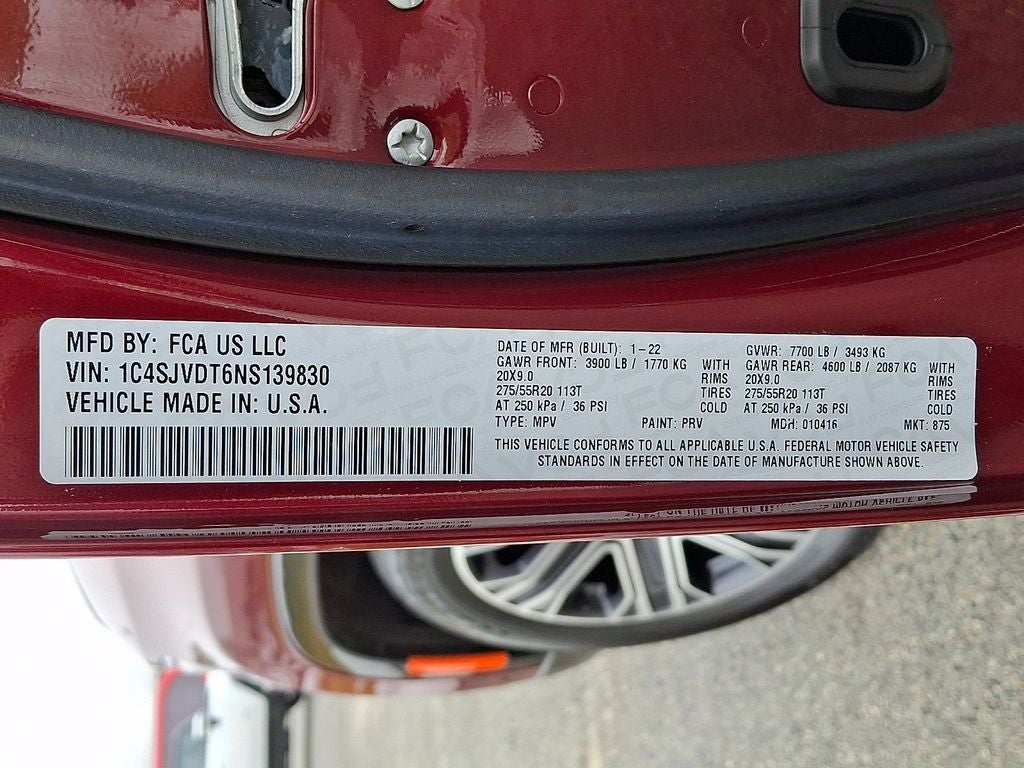 MFD BY: FCA US LLC
VIN: 1C4SJVDT6NS139830
VEHICLE MADE IN: U.S.A.
DATE OF MFR (BUILT): 1-22 GVWR: 7700 LB / 3493 KG
GAWR FRONT: 3900 LB / 1770 KG WITH GAWR REAR: 4600 LB / 2087 KG WITH
20X9.0 RIMS 20X9.0 RIMS
275/55R20 113T TIRES 275/55R20 113T TIRES
AT 250 kPa / 36 PSI COLD AT 250 kPa / 36 PSI COLD
TYPE: MPV PAINT: PRV MDH: 010416 MKT: 875
THIS VEHICLE CONFORMS TO ALL APPLICABLE U.S.A. FEDERAL MOTOR VEHICLE SAFETY
STANDARDS IN EFFECT ON THE DATE OF MANUFACTURE SHOWN ABOVE.